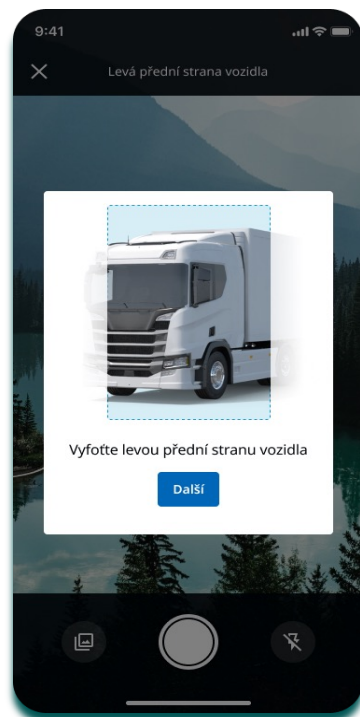 9:41
Levá přední strana vozidla
Vyfoťte levou přední stranu vozidla
Další